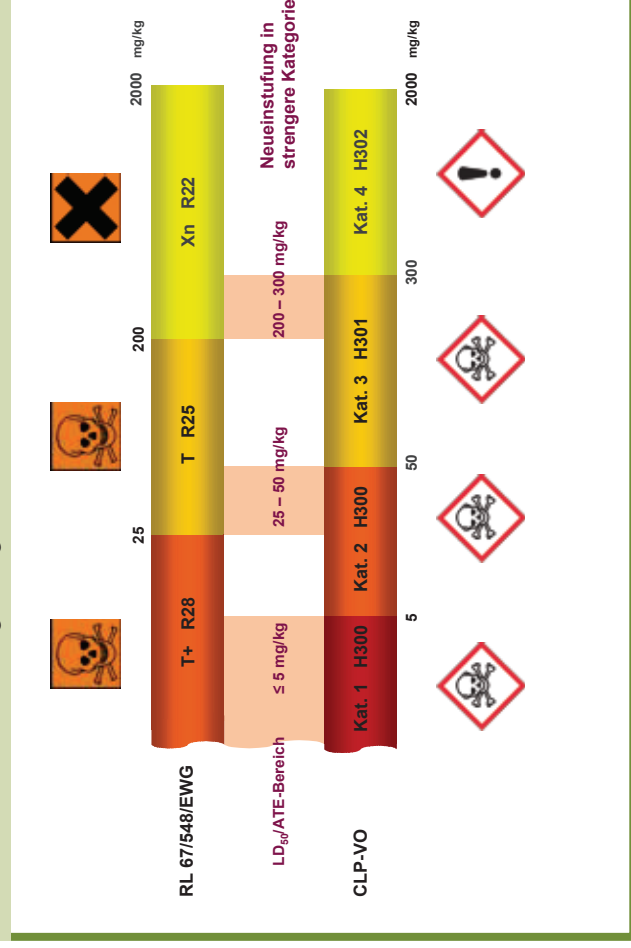 RL 67/548/EWG
T+ R28
T R25
Xn R22
25
200
2000 mg/kg
LD₅₀/ATE-Bereich
≤ 5 mg/kg
25 – 50 mg/kg
200 – 300 mg/kg
Neueinstufung in
strengere Kategorie
CLP-VO
Kat. 1 H300
Kat. 2 H300
Kat. 3 H301
Kat. 4 H302
5
50
300
2000 mg/kg